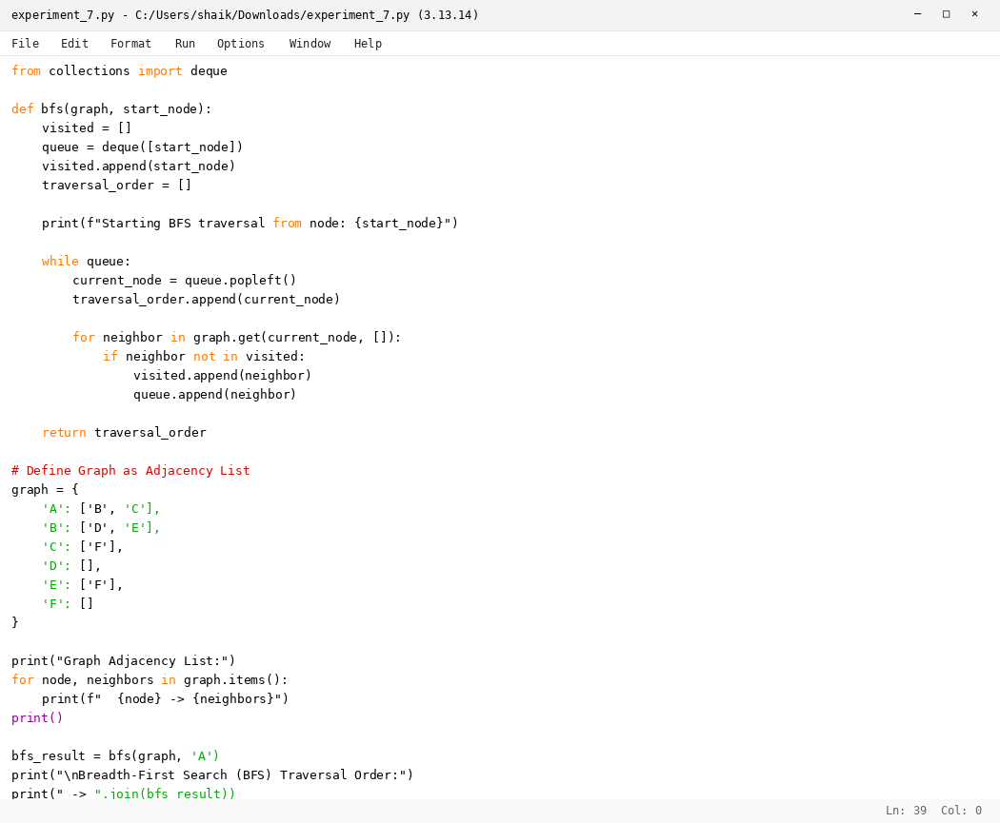 experiment_7.py - C:/Users/shaik/Downloads/experiment_7.py (3.13.14)
File Edit Format Run Options Window Help
from collections import deque

def bfs(graph, start_node):
    visited = []
    queue = deque([start_node])
    visited.append(start_node)
    traversal_order = []

    print(f"Starting BFS traversal from node: {start_node}")

    while queue:
        current_node = queue.popleft()
        traversal_order.append(current_node)

        for neighbor in graph.get(current_node, []):
            if neighbor not in visited:
                visited.append(neighbor)
                queue.append(neighbor)

    return traversal_order

# Define Graph as Adjacency List
graph = {
    'A': ['B', 'C'],
    'B': ['D', 'E'],
    'C': ['F'],
    'D': [],
    'E': ['F'],
    'F': []
}

print("Graph Adjacency List:")
for node, neighbors in graph.items():
    print(f"  {node} -> {neighbors}")
print()

bfs_result = bfs(graph, 'A')
print("\nBreadth-First Search (BFS) Traversal Order:")
print(" -> ".join(bfs_result))
Ln: 39 Col: 0